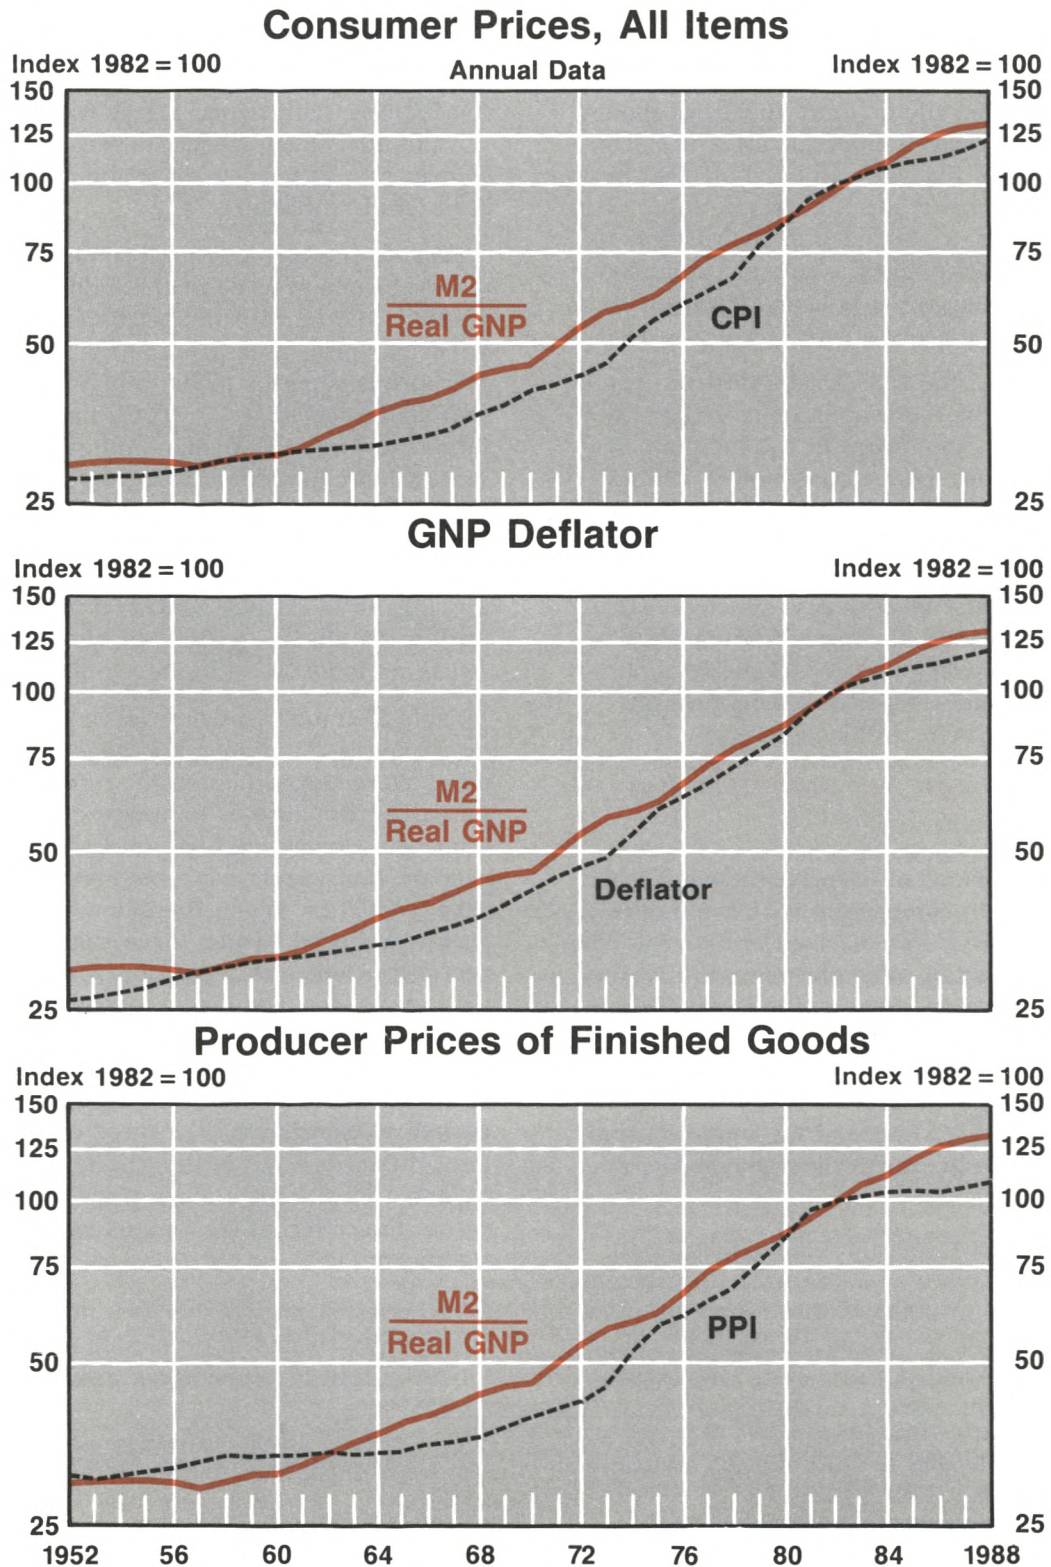 Consumer Prices, All Items
Index 1982 = 100 Annual Data Index 1982 = 100
150 150
125 125
100 100
75 75
M2
Real GNP
CPI
50 50
25 25
GNP Deflator
Index 1982 = 100 Index 1982 = 100
150 150
125 125
100 100
75 75
M2
Real GNP
50 50
Deflator
25 25
Producer Prices of Finished Goods
Index 1982 = 100 Index 1982 = 100
150 150
125 125
100 100
75 75
M2
Real GNP
PPI
50 50
25 25
1952 56 60 64 68 72 76 80 84 1988